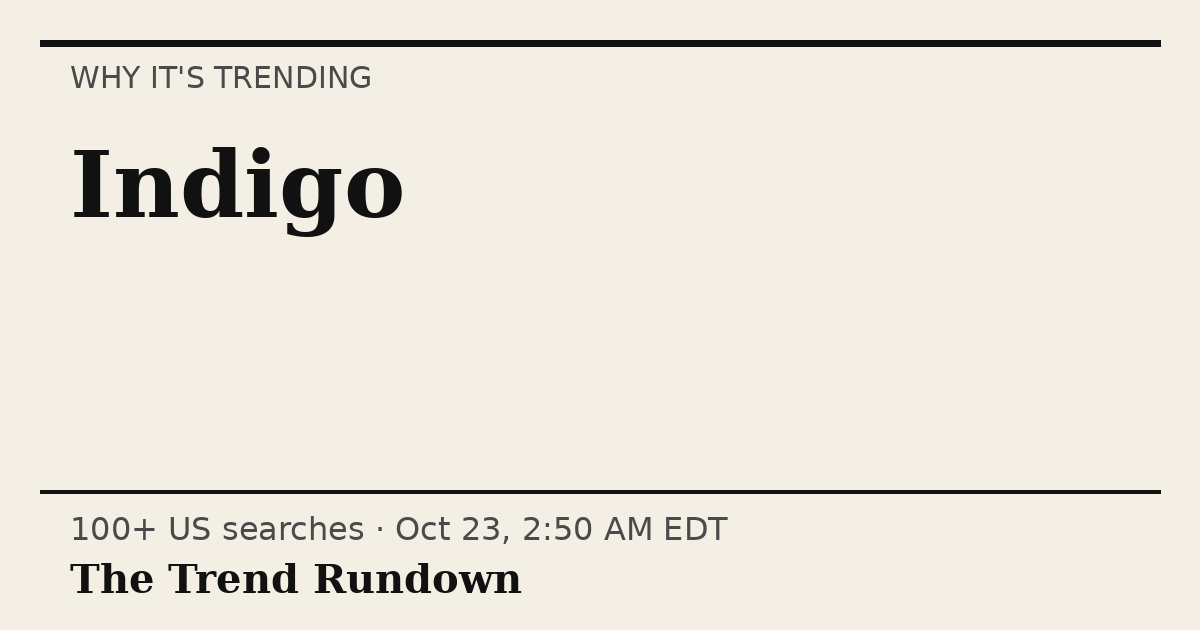 WHY IT'S TRENDING
Indigo
100+ US searches · Oct 23, 2:50 AM EDT
The Trend Rundown